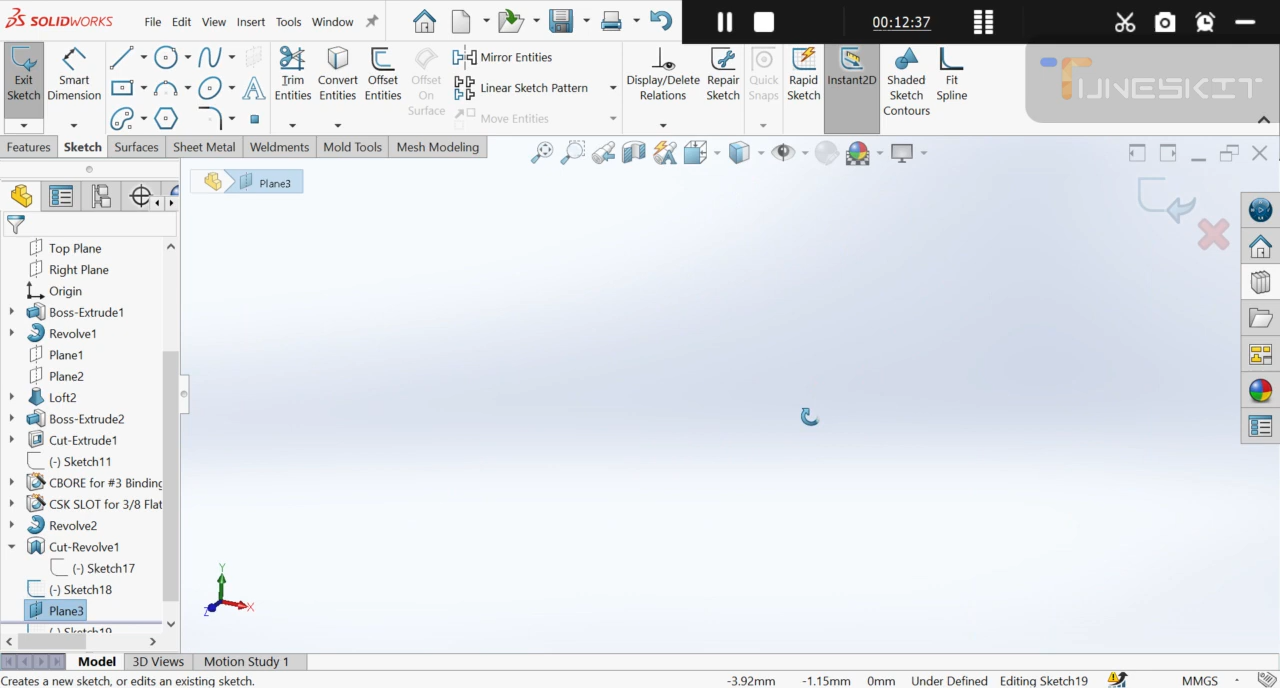 SOLIDWORKS
File Edit View Insert Tools Window
00:12:37
TUNESKIT
Exit Sketch
Smart Dimension
Trim Entities
Convert Entities
Offset Entities
Offset On Surface
Mirror Entities
Linear Sketch Pattern
Move Entities
Display/Delete Relations
Repair Sketch
Quick Snaps
Rapid Sketch
Instant2D
Shaded Sketch Contours
Fit Spline
Features Sketch Surfaces Sheet Metal Weldments Mold Tools Mesh Modeling
Plane3
Top Plane
Right Plane
Origin
Boss-Extrude1
Revolve1
Plane1
Plane2
Loft2
Boss-Extrude2
Cut-Extrude1
(-) Sketch11
CBORE for #3 Binding
CSK SLOT for 3/8 Flat
Revolve2
Cut-Revolve1
(-) Sketch17
(-) Sketch18
Plane3
(-) Sketch19
Y
X
Z
Model 3D Views Motion Study 1
Creates a new sketch, or edits an existing sketch.
-3.92mm -1.15mm 0mm Under Defined Editing Sketch19 MMGS -